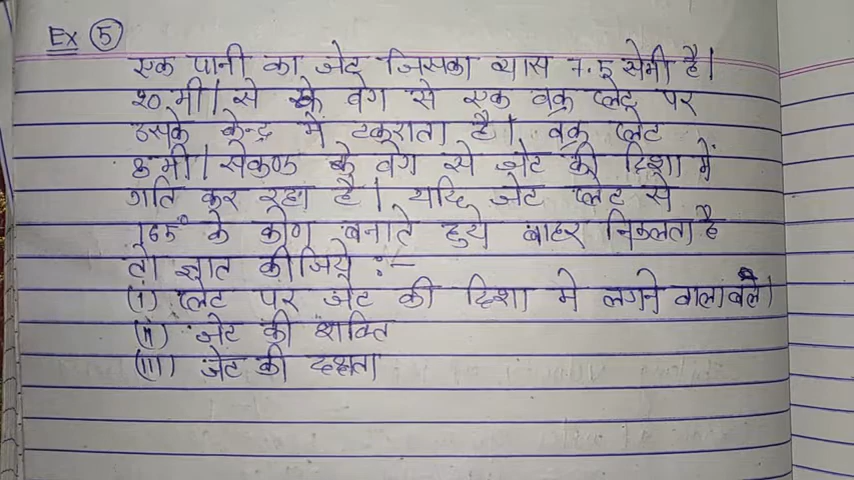 Ex ⑤
एक पानी का जेट जिसका व्यास 7.5 सेमी है।
20 मी/से के वेग से एक वक्र प्लेट पर
उसके केन्द्र में टकराता है। वक्र प्लेट
8 मी/सेकण्ड के वेग से जेट की दिशा में
गति कर रहा है। यदि जेट प्लेट से
165° के कोण बनाते हुये बाहर निकलता है
तो ज्ञात कीजिये :-
(I) प्लेट पर जेट की दिशा मे लगने वाला बल।
(II) जेट की शक्ति
(III) जेट की दक्षता